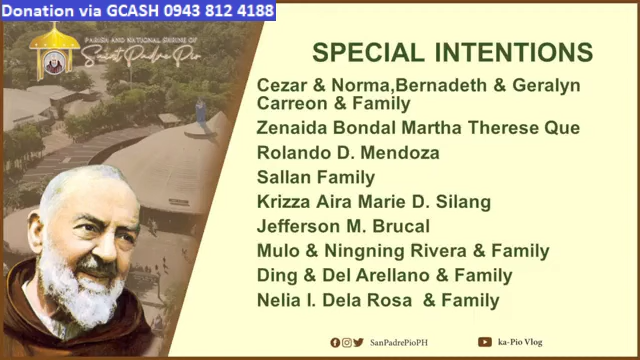 Donation via GCASH 0943 812 4188
PARISH AND NATIONAL SHRINE OF
Saint Padre Pio
SPECIAL INTENTIONS
Cezar & Norma,Bernadeth & Geralyn
Carreon & Family
Zenaida Bondal Martha Therese Que
Rolando D. Mendoza
Sallan Family
Krizza Aira Marie D. Silang
Jefferson M. Brucal
Mulo & Ningning Rivera & Family
Ding & Del Arellano & Family
Nelia I. Dela Rosa & Family
SanPadrePioPH
ka-Pio Vlog